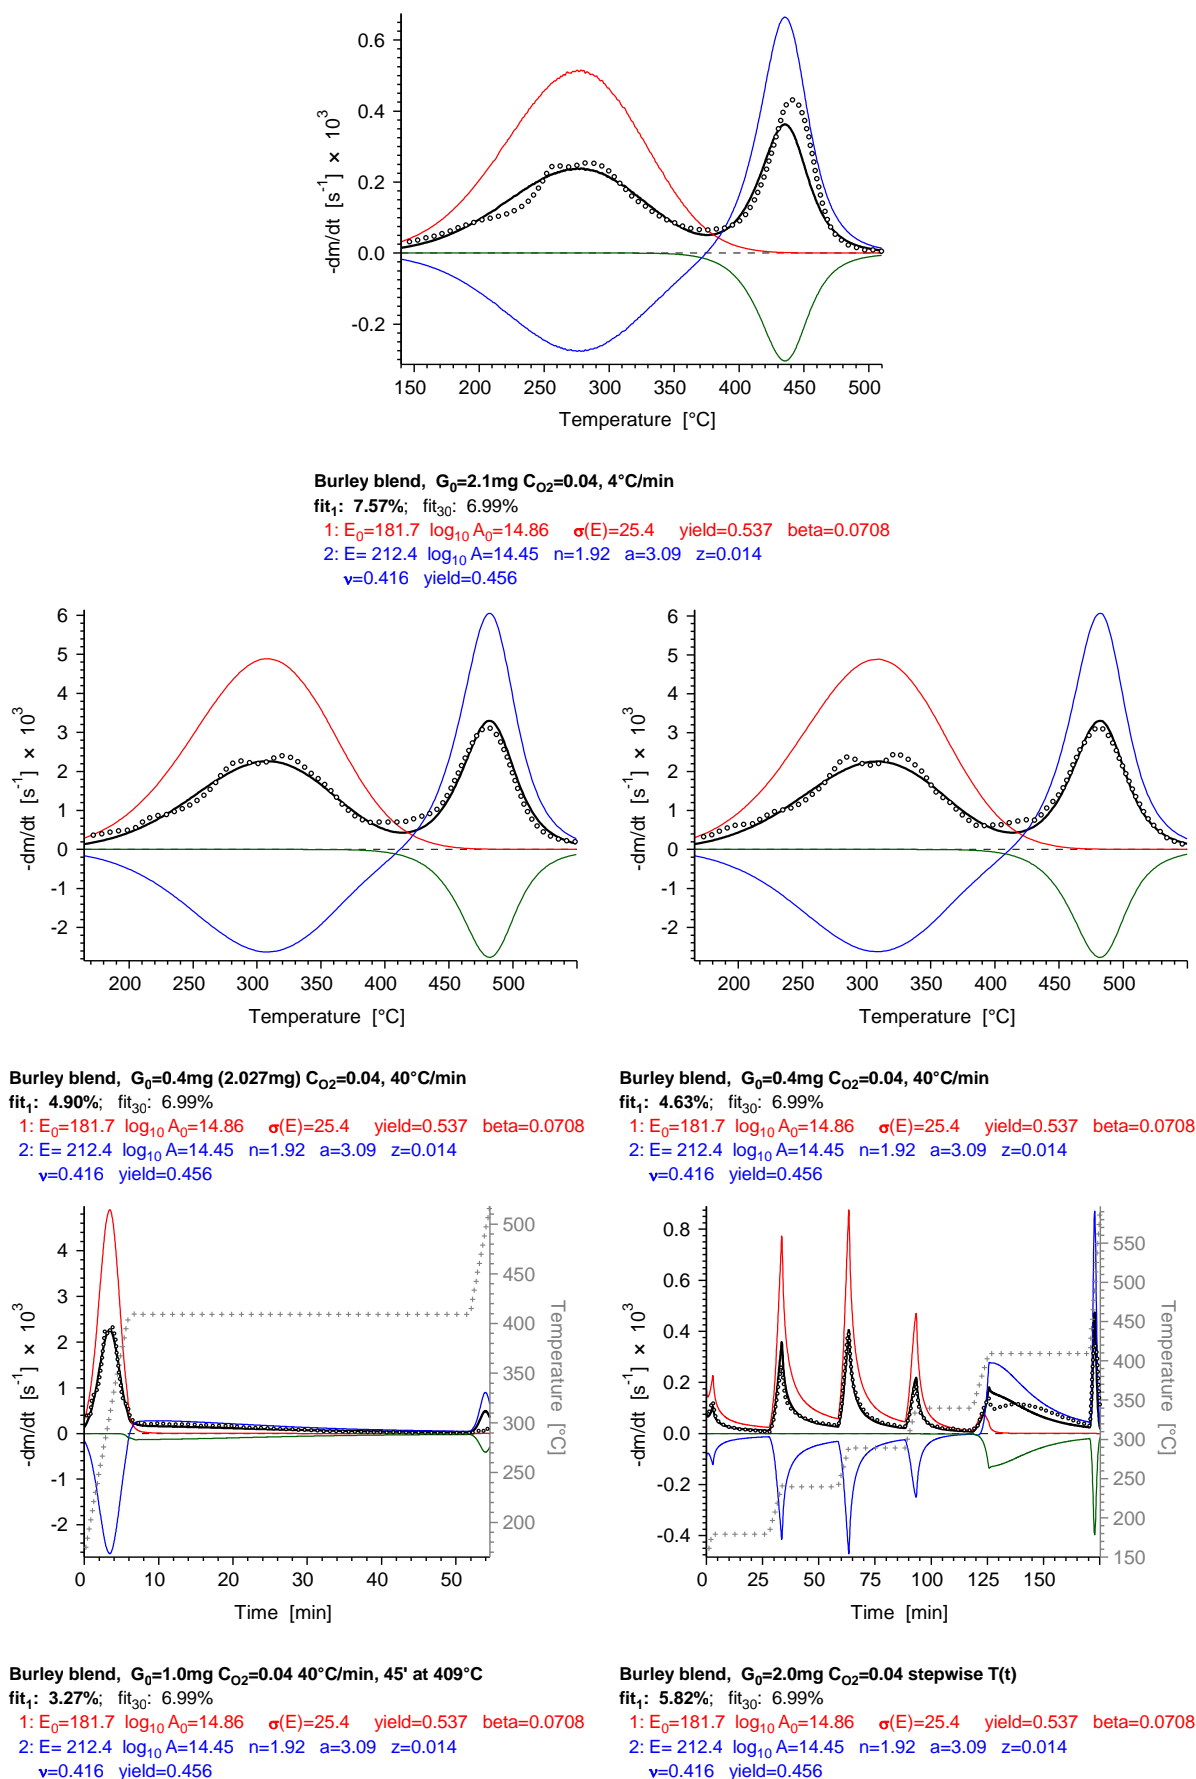 0.6
0.4
0.2
0.0
-0.2
-dm/dt [s-1] × 10³
150 200 250 300 350 400 450 500
Temperature [°C]
Burley blend, G0=2.1mg CO2=0.04, 4°C/min
fit1: 7.57%; fit30: 6.99%
1: E0=181.7 log10 A0=14.86 σ(E)=25.4 yield=0.537 beta=0.0708
2: E= 212.4 log10 A=14.45 n=1.92 a=3.09 z=0.014
ν=0.416 yield=0.456
6
5
4
3
2
1
0
-1
-2
-dm/dt [s-1] × 10³
200 250 300 350 400 450 500
Temperature [°C]
Burley blend, G0=0.4mg (2.027mg) CO2=0.04, 40°C/min
fit1: 4.90%; fit30: 6.99%
1: E0=181.7 log10 A0=14.86 σ(E)=25.4 yield=0.537 beta=0.0708
2: E= 212.4 log10 A=14.45 n=1.92 a=3.09 z=0.014
ν=0.416 yield=0.456
6
5
4
3
2
1
0
-1
-2
-dm/dt [s-1] × 10³
200 250 300 350 400 450 500
Temperature [°C]
Burley blend, G0=0.4mg CO2=0.04, 40°C/min
fit1: 4.63%; fit30: 6.99%
1: E0=181.7 log10 A0=14.86 σ(E)=25.4 yield=0.537 beta=0.0708
2: E= 212.4 log10 A=14.45 n=1.92 a=3.09 z=0.014
ν=0.416 yield=0.456
4
3
2
1
0
-1
-2
-dm/dt [s-1] × 10³
500
450
400
350
300
250
200
Temperature [°C]
0 10 20 30 40 50
Time [min]
Burley blend, G0=1.0mg CO2=0.04 40°C/min, 45' at 409°C
fit1: 3.27%; fit30: 6.99%
1: E0=181.7 log10 A0=14.86 σ(E)=25.4 yield=0.537 beta=0.0708
2: E= 212.4 log10 A=14.45 n=1.92 a=3.09 z=0.014
ν=0.416 yield=0.456
0.8
0.6
0.4
0.2
0.0
-0.2
-0.4
-dm/dt [s-1] × 10³
550
500
450
400
350
300
250
200
150
Temperature [°C]
0 25 50 75 100 125 150
Time [min]
Burley blend, G0=2.0mg CO2=0.04 stepwise T(t)
fit1: 5.82%; fit30: 6.99%
1: E0=181.7 log10 A0=14.86 σ(E)=25.4 yield=0.537 beta=0.0708
2: E= 212.4 log10 A=14.45 n=1.92 a=3.09 z=0.014
ν=0.416 yield=0.456